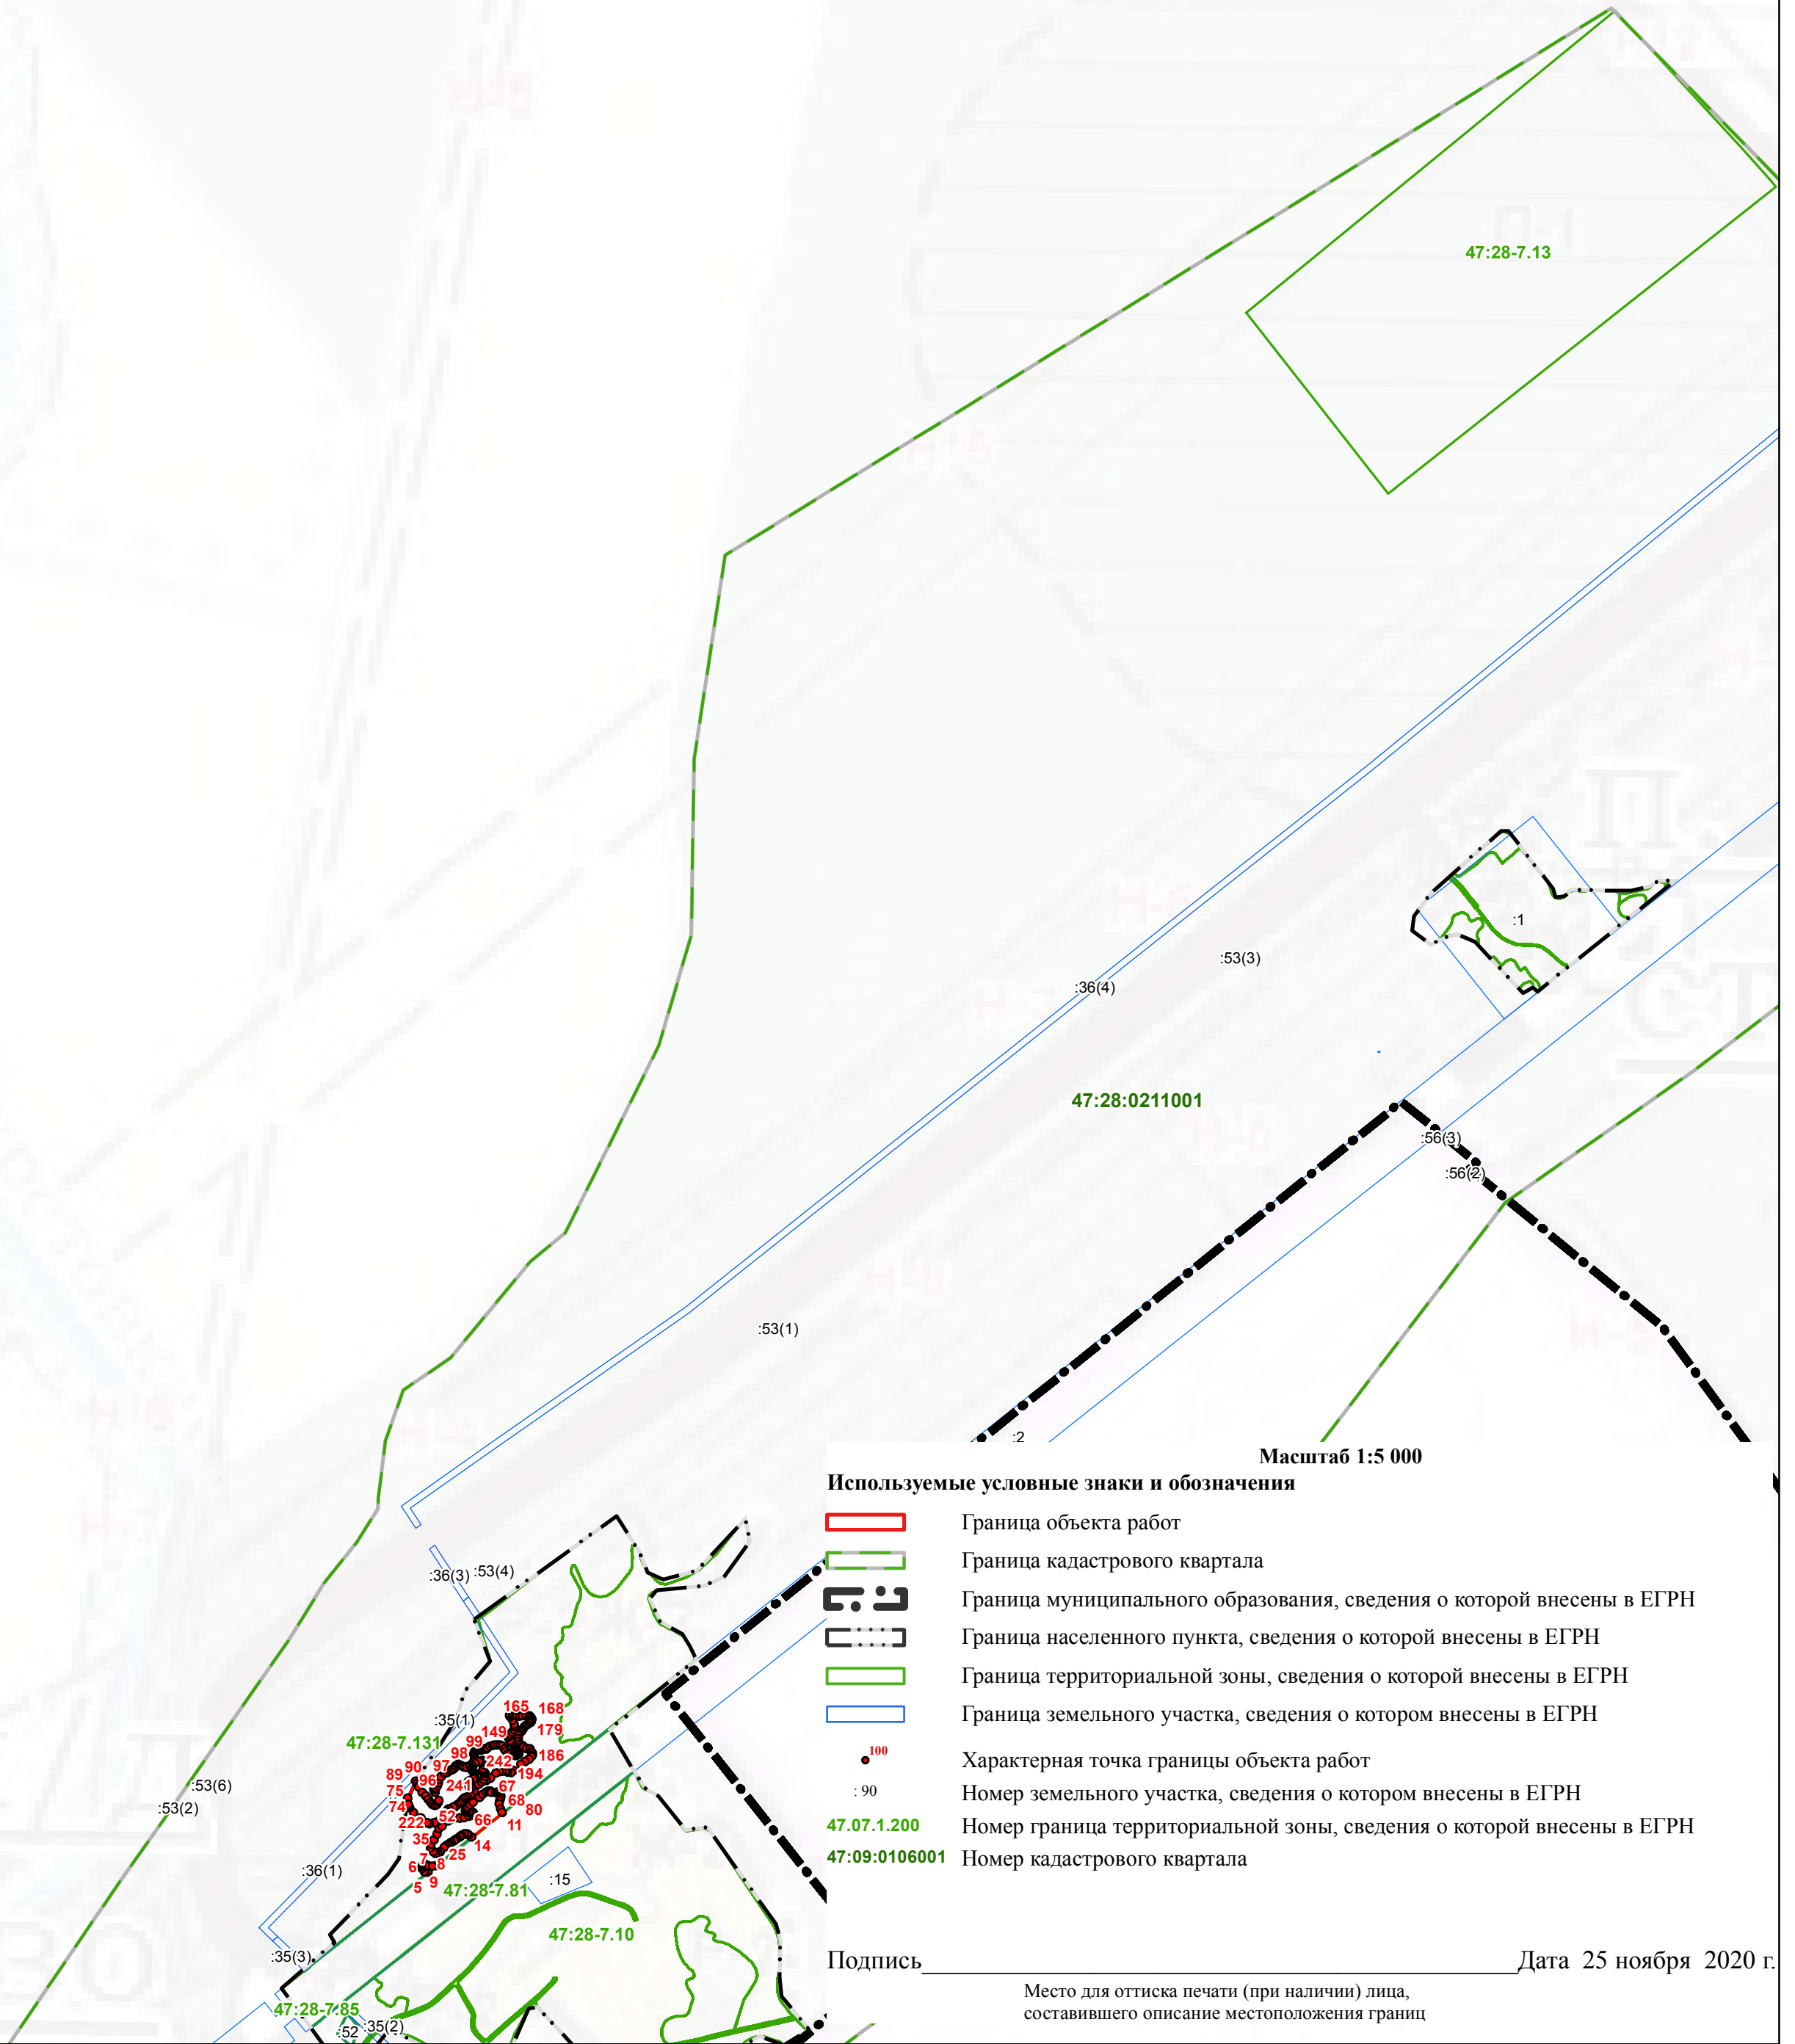 47:28-7.13
:1
:53(3)
:36(4)
47:28:0211001
:56(3)
:56(2)
:53(1)
:2
Масштаб 1:5 000
Используемые условные знаки и обозначения
Граница объекта работ
Граница кадастрового квартала
Граница муниципального образования, сведения о которой внесены в ЕГРН
Граница населенного пункта, сведения о которой внесены в ЕГРН
Граница территориальной зоны, сведения о которой внесены в ЕГРН
Граница земельного участка, сведения о котором внесены в ЕГРН
100 Характерная точка границы объекта работ
: 90 Номер земельного участка, сведения о котором внесены в ЕГРН
47.07.1.200 Номер граница территориальной зоны, сведения о которой внесены в ЕГРН
47:09:0106001 Номер кадастрового квартала
Подпись Дата 25 ноября 2020 г.
Место для оттиска печати (при наличии) лица,
составившего описание местоположения границ
:36(3) :53(4)
165 168
:35(1)
149 179
47:28-7.131
99
98 242 186
90 97 194
89 96 241 67
75 68
74 52 80
222 66 11
35 14
7 25
6 8
5 9
:53(6)
:53(2)
:36(1)
47:28-7.81
:15
47:28-7.10
:35(3)
47:28-7.85
:52 :35(2)